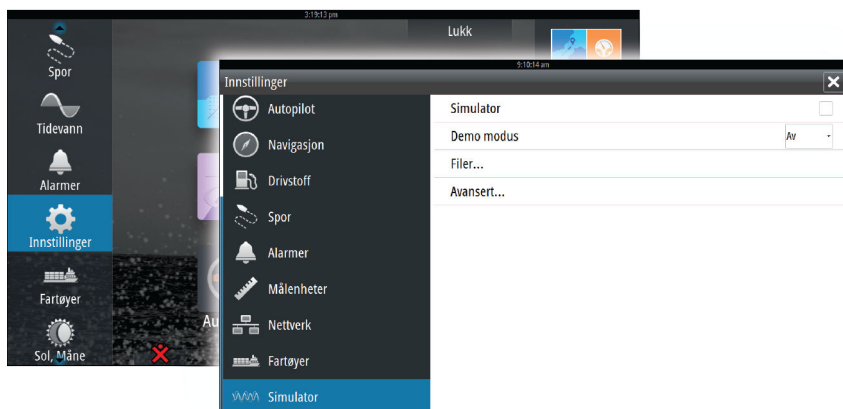 3:19:13 pm
Lukk
Spor
Tidevann
Alarmer
Innstillinger
Fartøyer
Sol, Måne
Au
9:10:14 am
Innstillinger
Autopilot
Navigasjon
Drivstoff
Spor
Alarmer
Målenheter
Nettverk
Fartøyer
Simulator
Simulator
Demo modus
Av
Filer...
Avansert...